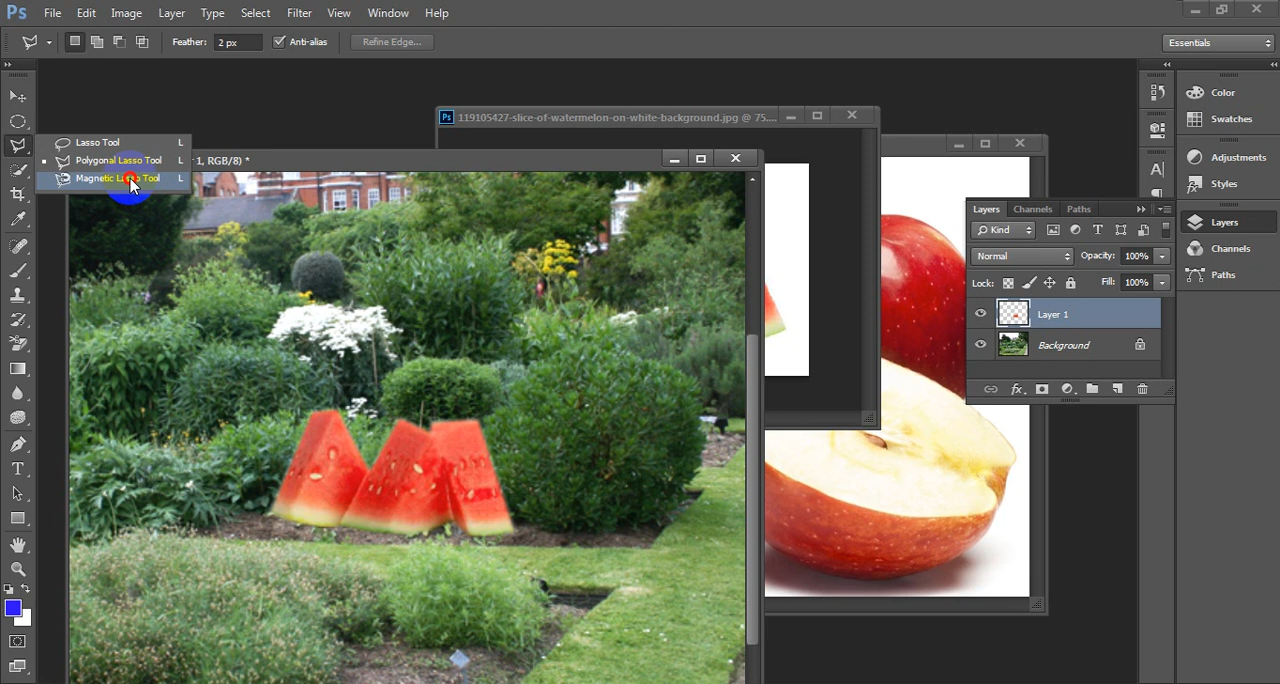 Ps File Edit Image Layer Type Select Filter View Window Help
Feather: 2 px Anti-alias Refine Edge... Essentials
Ps 119105427-slice-of-watermelon-on-white-background.jpg @ 75....
Lasso Tool L
Polygonal Lasso Tool L
Magnetic Lasso Tool L
1, RGB/8) *
Layers Channels Paths
Kind
Normal Opacity: 100%
Lock: Fill: 100%
Layer 1
Background
fx
Color
Swatches
Adjustments
Styles
Layers
Channels
Paths
A
T